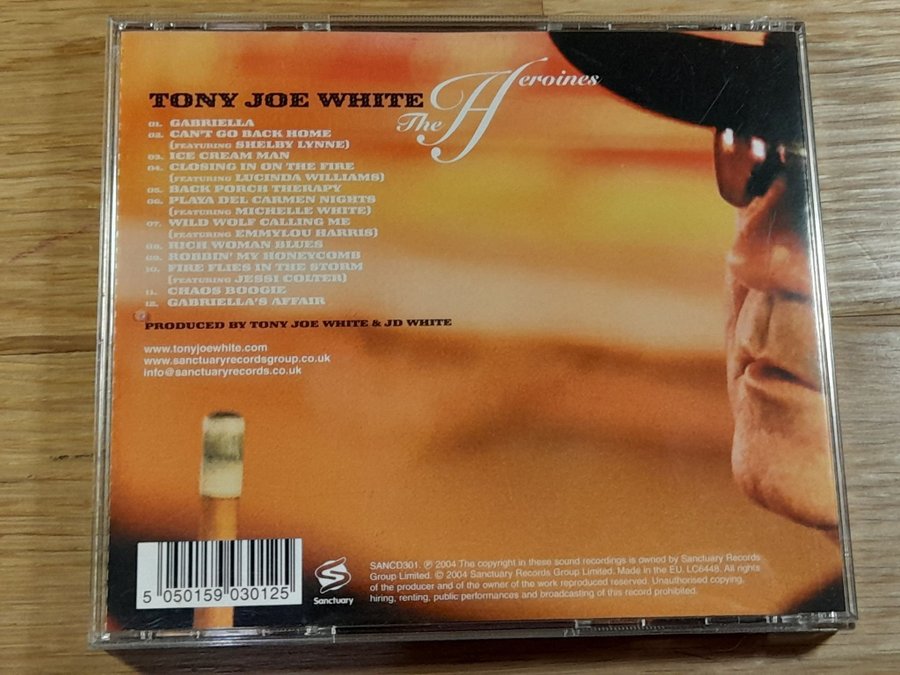 TONY JOE WHITE
The Heroines
01. GABRIELLA
02. CAN'T GO BACK HOME
(FEATURING SHELBY LYNNE)
03. ICE CREAM MAN
04. CLOSING IN ON THE FIRE
(FEATURING LUCINDA WILLIAMS)
05. BACK PORCH THERAPY
06. PLAYA DEL CARMEN NIGHTS
(FEATURING MICHELLE WHITE)
07. WILD WOLF CALLING ME
(FEATURING EMMYLOU HARRIS)
08. RICH WOMAN BLUES
09. ROBBIN' MY HONEYCOMB
10. FIRE FLIES IN THE STORM
(FEATURING JESSI COLTER)
11. CHAOS BOOGIE
12. GABRIELLA'S AFFAIR
PRODUCED BY TONY JOE WHITE & JD WHITE
www.tonyjoewhite.com
www.sanctuaryrecordsgroup.co.uk
info@sanctuaryrecords.co.uk
5 050159 030125
Sanctuary
SANCD301. ℗ 2004 The copyright in these sound recordings is owned by Sanctuary Records
Group Limited. © 2004 Sanctuary Records Group Limited. Made in the EU. LC6448. All rights
of the producer and of the owner of the work reproduced reserved. Unauthorised copying,
hiring, renting, public performances and broadcasting of this record prohibited.